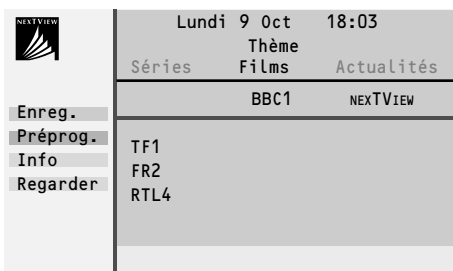 NEXTVIEW
Lundi 9 Oct 18:03
Thème
Séries Films Actualités
BBC1 NEXTVIEW
Enreg.
Préprog.
Info
Regarder
TF1
FR2
RTL4